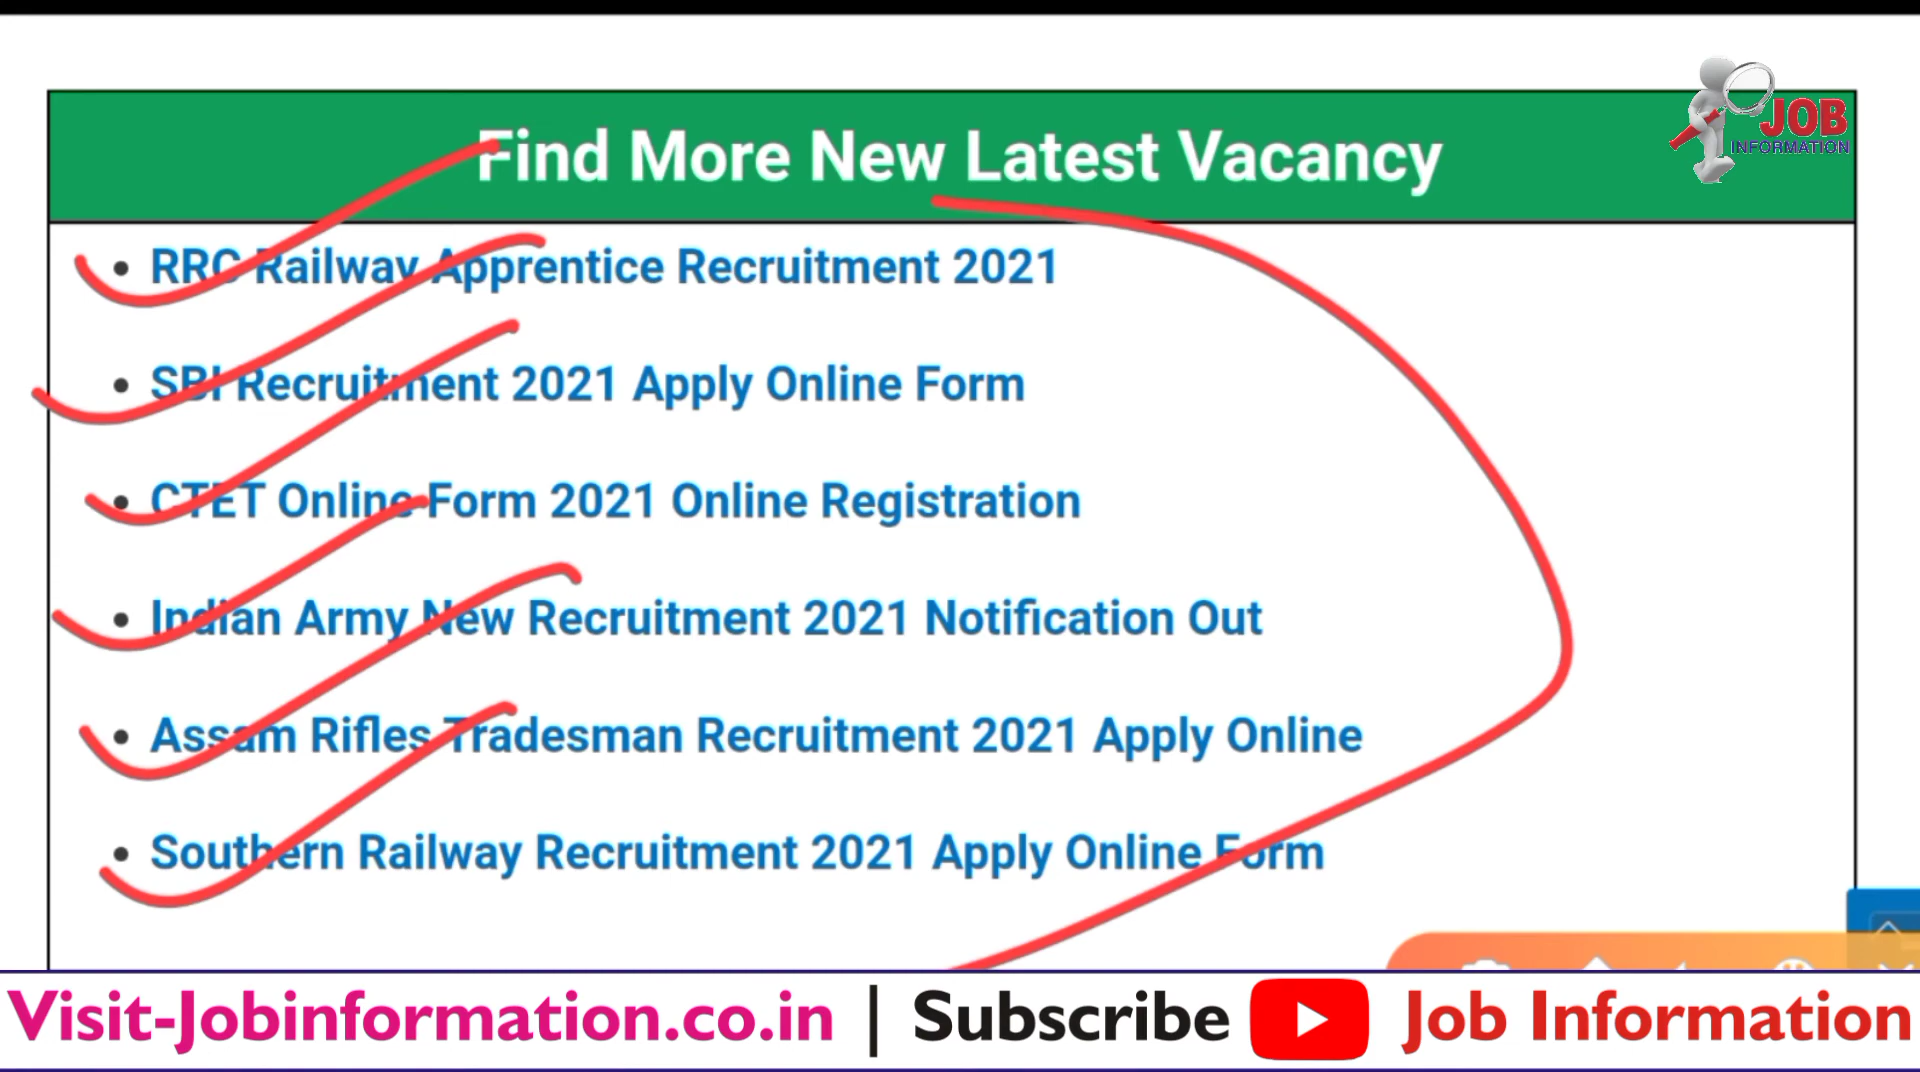 JOB
INFORMATION
Find More New Latest Vacancy
RRC Railway Apprentice Recruitment 2021
SBI Recruitment 2021 Apply Online Form
CTET Online Form 2021 Online Registration
Indian Army New Recruitment 2021 Notification Out
Assam Rifles Tradesman Recruitment 2021 Apply Online
Southern Railway Recruitment 2021 Apply Online Form
Visit-Jobinformation.co.in | Subscribe Job Information